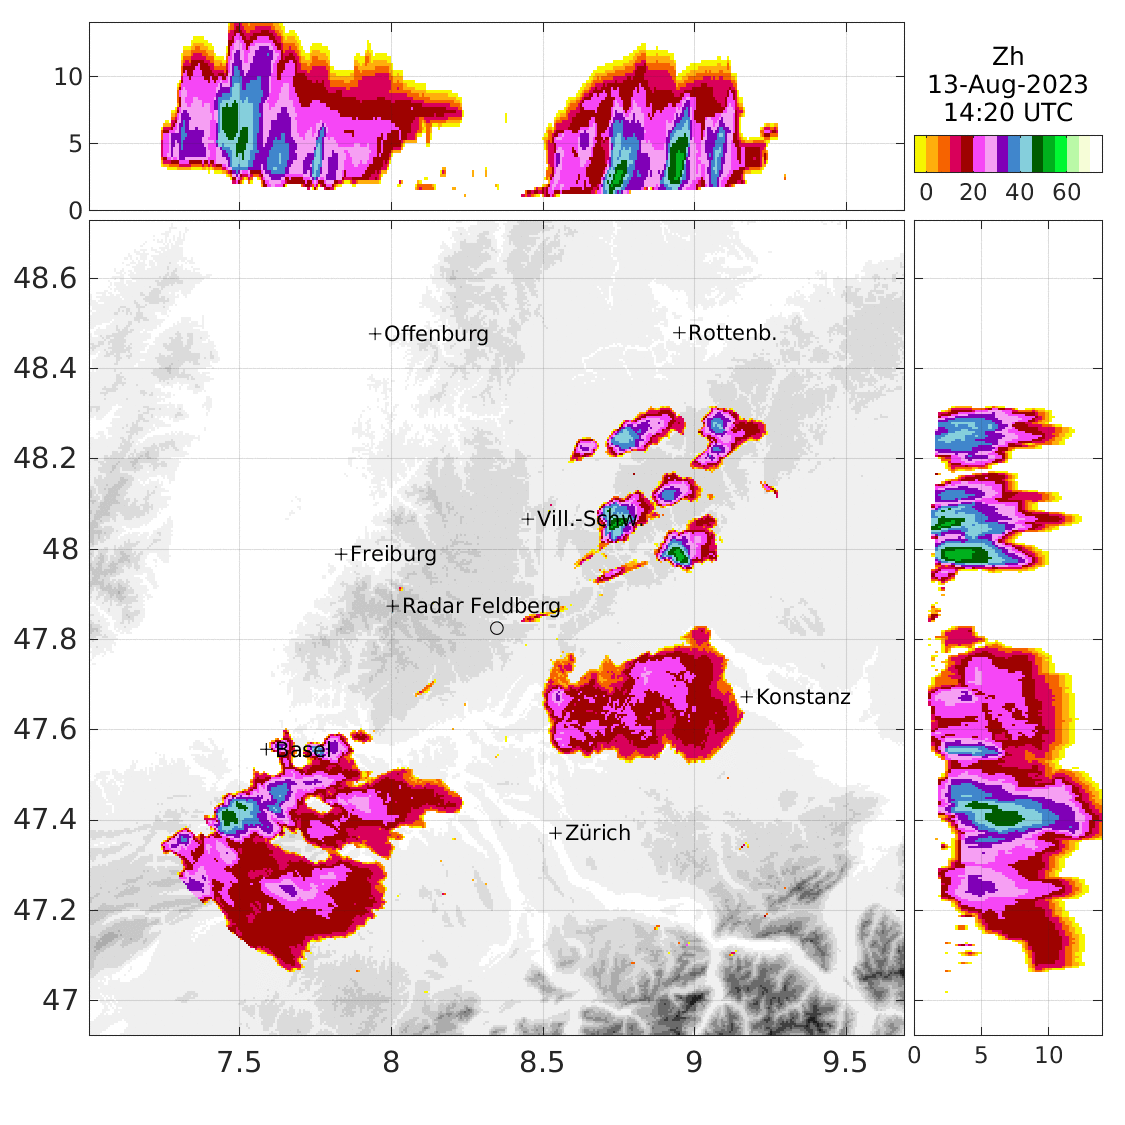 10
5
0
Zh
13-Aug-2023
14:20 UTC
0 20 40 60
48.6
48.4
48.2
48
47.8
47.6
47.4
47.2
47
+Offenburg
+Rottenb.
+Vill.-Schw.
+Freiburg
+Radar Feldberg
+Konstanz
+Basel
+Zürich
7.5 8 8.5 9 9.5
0 5 10